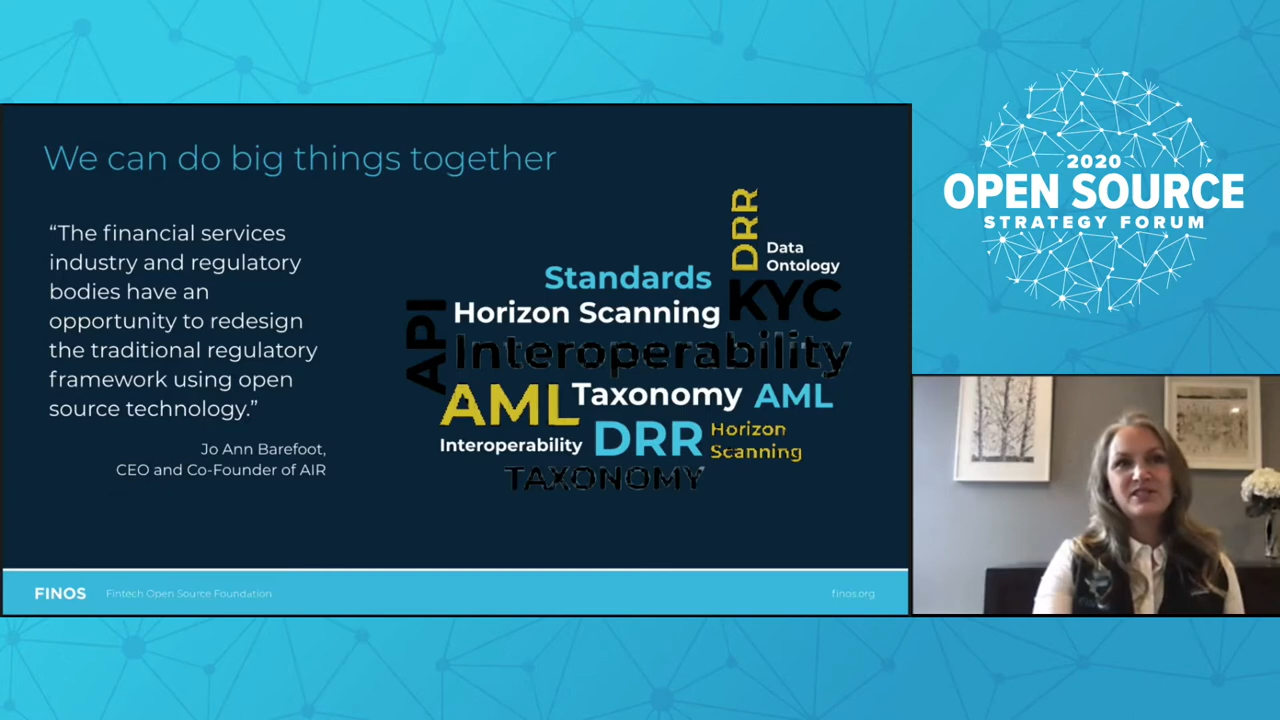 We can do big things together
“The financial services
industry and regulatory
bodies have an
opportunity to redesign
the traditional regulatory
framework using open
source technology.”
Jo Ann Barefoot,
CEO and Co-Founder of AIR
DRR
Data
Ontology
Standards
KYC
API
Horizon Scanning
Interoperability
AML
Taxonomy
AML
Interoperability
DRR
Horizon
Scanning
TAXONOMY
FINOS
Fintech Open Source Foundation
finos.org
2020
OPEN SOURCE
STRATEGY FORUM